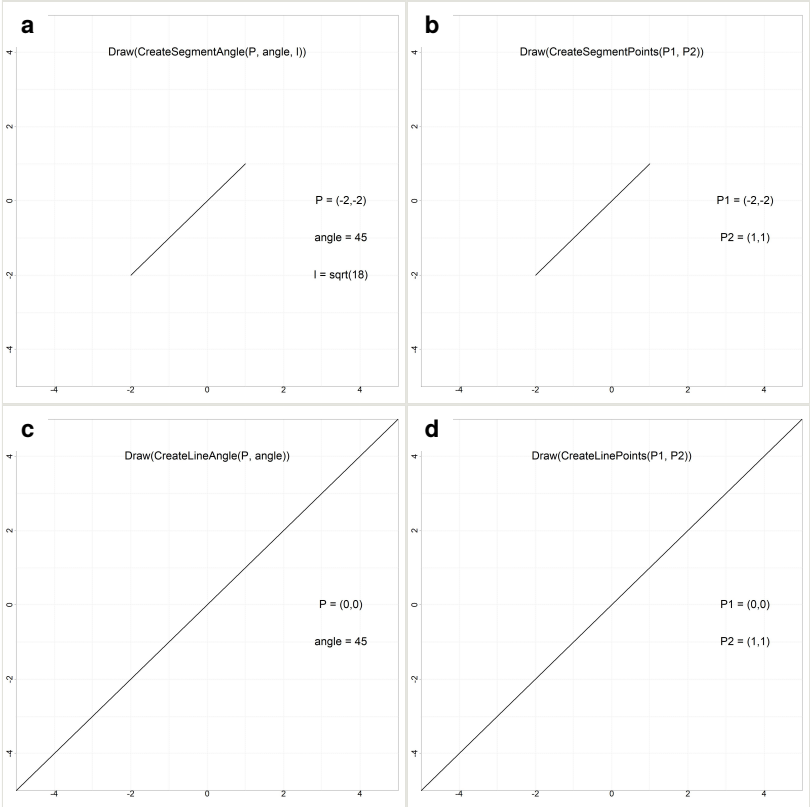 a
Draw(CreateSegmentAngle(P, angle, l))
4
2
0
-2
-4
P = (-2,-2)
angle = 45
l = sqrt(18)
-4 -2 0 2 4
b
Draw(CreateSegmentPoints(P1, P2))
4
2
0
-2
-4
P1 = (-2,-2)
P2 = (1,1)
-4 -2 0 2 4
c
Draw(CreateLineAngle(P, angle))
4
2
0
-2
-4
P = (0,0)
angle = 45
-4 -2 0 2 4
d
Draw(CreateLinePoints(P1, P2))
4
2
0
-2
-4
P1 = (0,0)
P2 = (1,1)
-4 -2 0 2 4